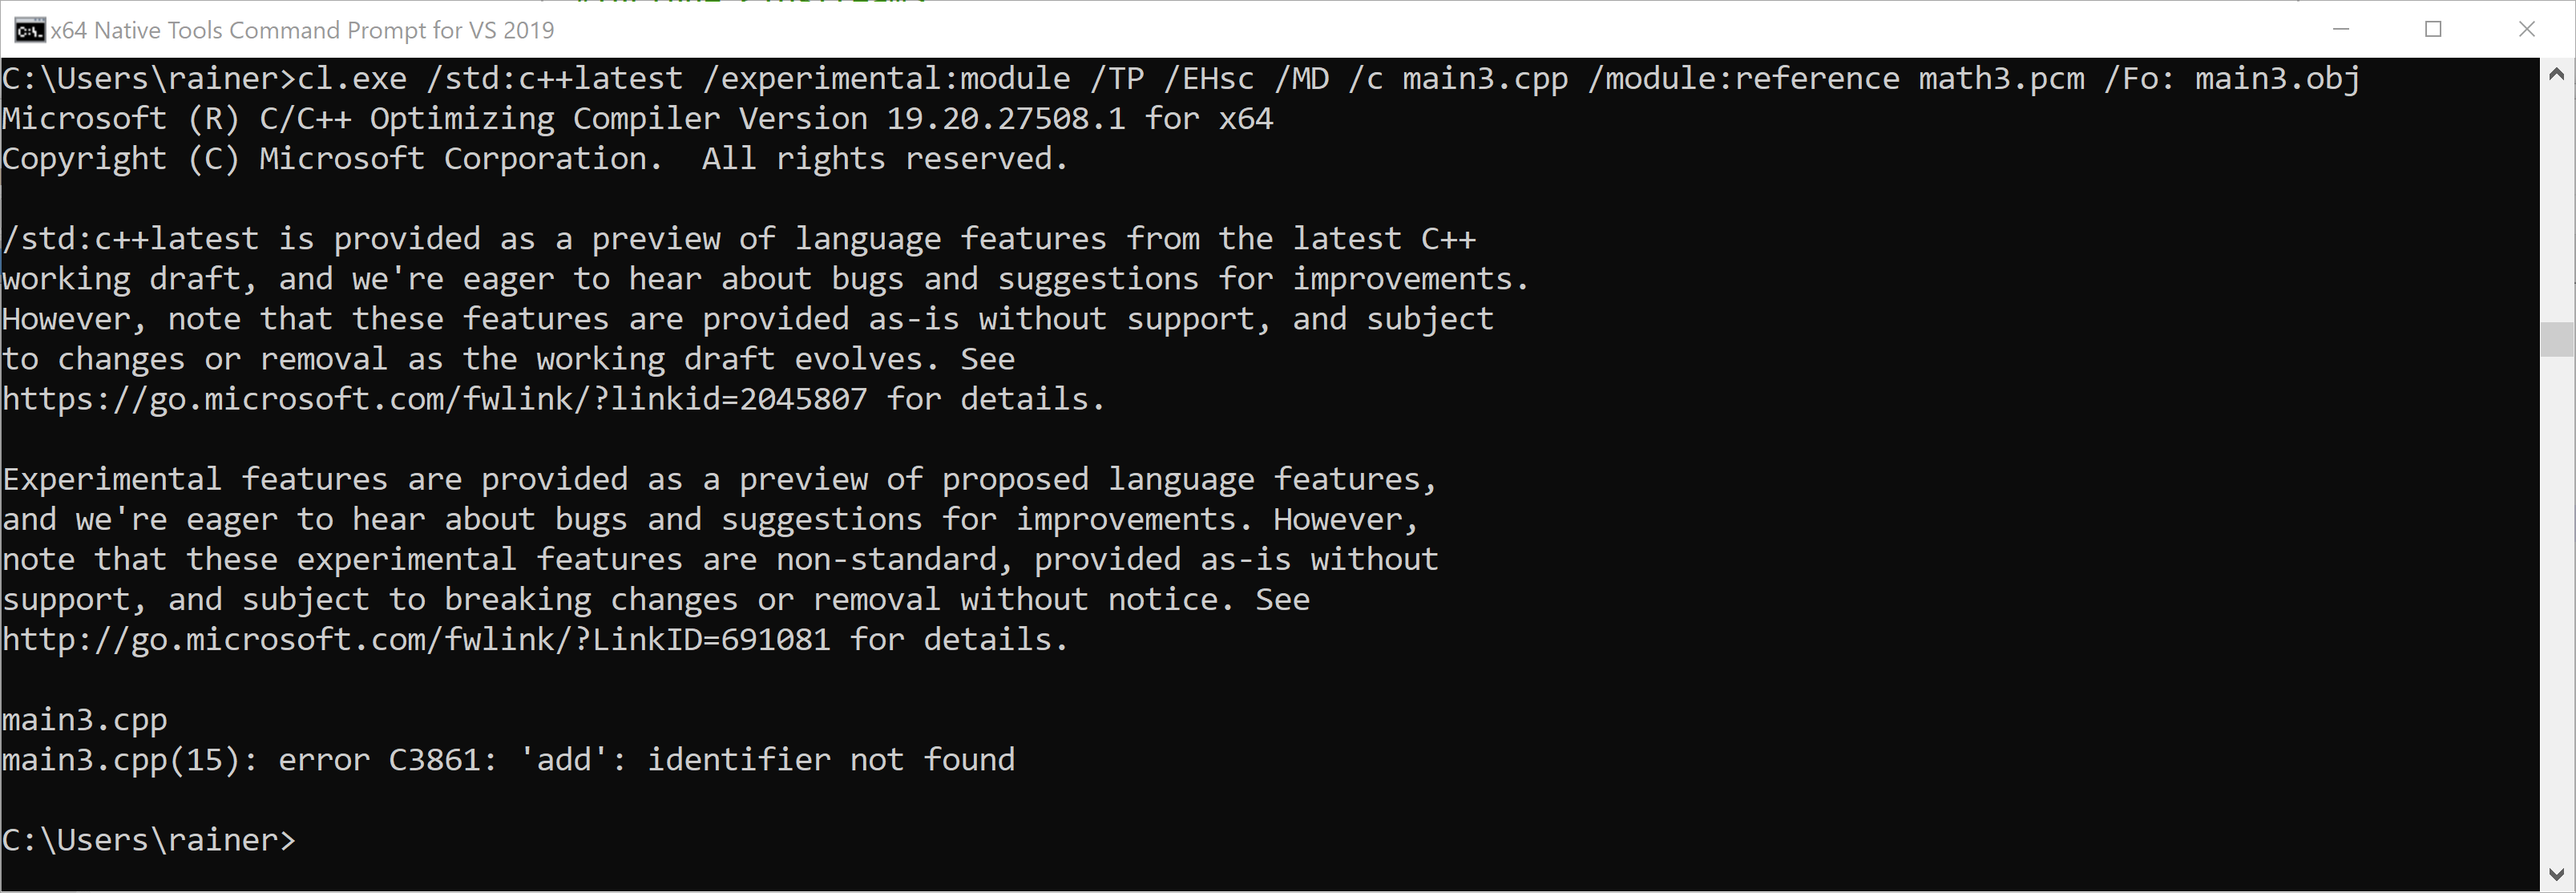 x64 Native Tools Command Prompt for VS 2019
C:\Users\rainer>cl.exe /std:c++latest /experimental:module /TP /EHsc /MD /c main3.cpp /module:reference math3.pcm /Fo: main3.obj
Microsoft (R) C/C++ Optimizing Compiler Version 19.20.27508.1 for x64
Copyright (C) Microsoft Corporation.  All rights reserved.
/std:c++latest is provided as a preview of language features from the latest C++
working draft, and we're eager to hear about bugs and suggestions for improvements.
However, note that these features are provided as-is without support, and subject
to changes or removal as the working draft evolves. See
https://go.microsoft.com/fwlink/?linkid=2045807 for details.
Experimental features are provided as a preview of proposed language features,
and we're eager to hear about bugs and suggestions for improvements. However,
note that these experimental features are non-standard, provided as-is without
support, and subject to breaking changes or removal without notice. See
http://go.microsoft.com/fwlink/?LinkID=691081 for details.
main3.cpp
main3.cpp(15): error C3861: 'add': identifier not found
C:\Users\rainer>